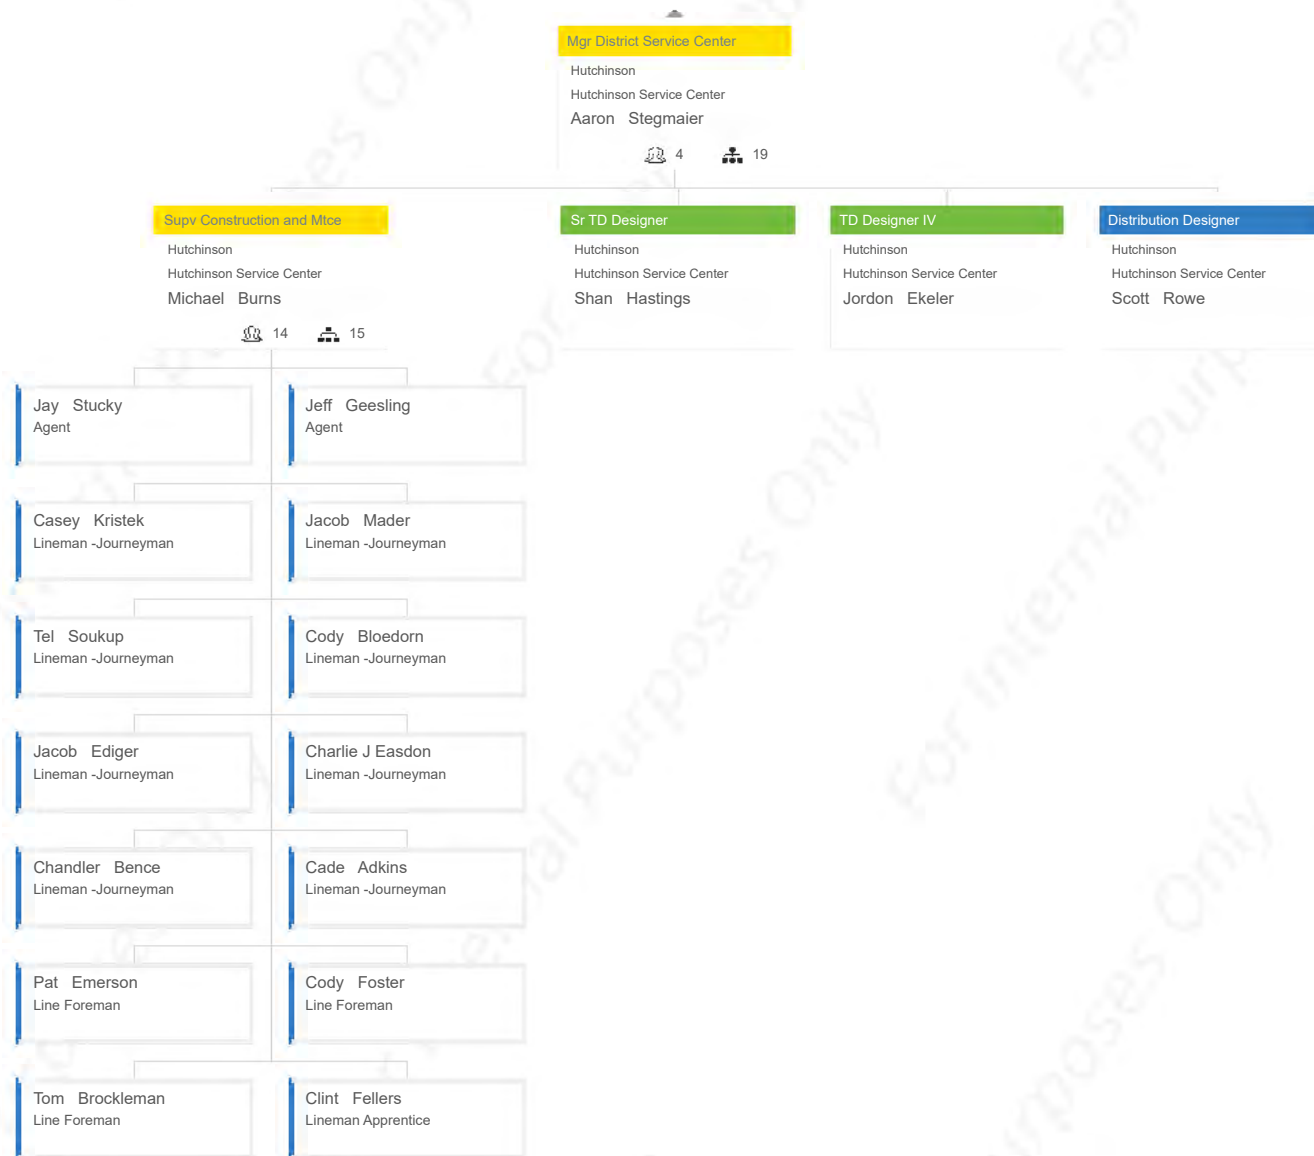 Mgr District Service Center
Hutchinson
Hutchinson Service Center
Aaron Stegmaier
4 19
Supv Construction and Mtce
Hutchinson
Hutchinson Service Center
Michael Burns
14 15
Sr TD Designer
Hutchinson
Hutchinson Service Center
Shan Hastings
TD Designer IV
Hutchinson
Hutchinson Service Center
Jordon Ekeler
Distribution Designer
Hutchinson
Hutchinson Service Center
Scott Rowe
Jay Stucky
Agent
Jeff Geesling
Agent
Casey Kristek
Lineman -Journeyman
Jacob Mader
Lineman -Journeyman
Tel Soukup
Lineman -Journeyman
Cody Bloedorn
Lineman -Journeyman
Jacob Ediger
Lineman -Journeyman
Charlie J Easdon
Lineman -Journeyman
Chandler Bence
Lineman -Journeyman
Cade Adkins
Lineman -Journeyman
Pat Emerson
Line Foreman
Cody Foster
Line Foreman
Tom Brockleman
Line Foreman
Clint Fellers
Lineman Apprentice
For Internal Purposes Only